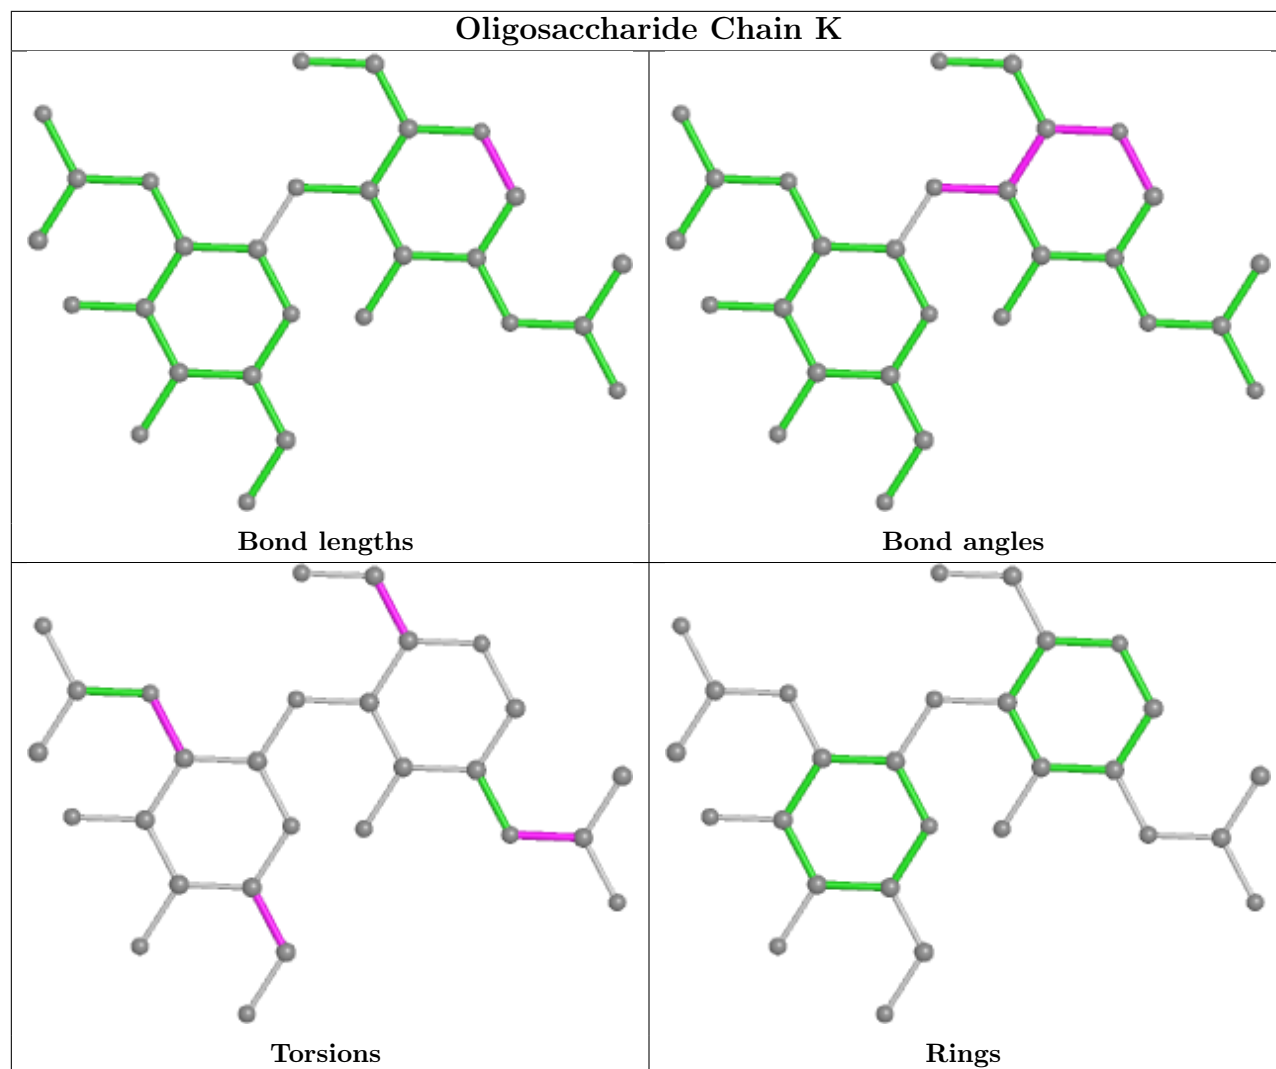 Oligosaccharide Chain K
Bond lengths
Bond angles
Torsions
Rings